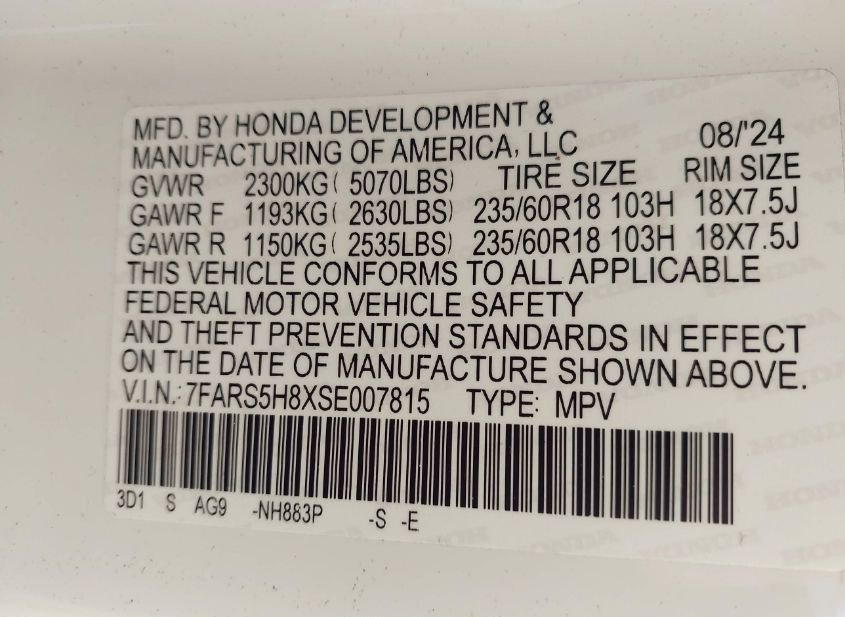 MFD. BY HONDA DEVELOPMENT &
MANUFACTURING OF AMERICA, LLC 08/'24
GVWR 2300KG( 5070LBS) TIRE SIZE RIM SIZE
GAWR F 1193KG( 2630LBS) 235/60R18 103H 18X7.5J
GAWR R 1150KG( 2535LBS) 235/60R18 103H 18X7.5J
THIS VEHICLE CONFORMS TO ALL APPLICABLE
FEDERAL MOTOR VEHICLE SAFETY
AND THEFT PREVENTION STANDARDS IN EFFECT
ON THE DATE OF MANUFACTURE SHOWN ABOVE.
V.I.N.: 7FARS5H8XSE007815 TYPE: MPV
3D1 S AG9 -NH883P -S -E